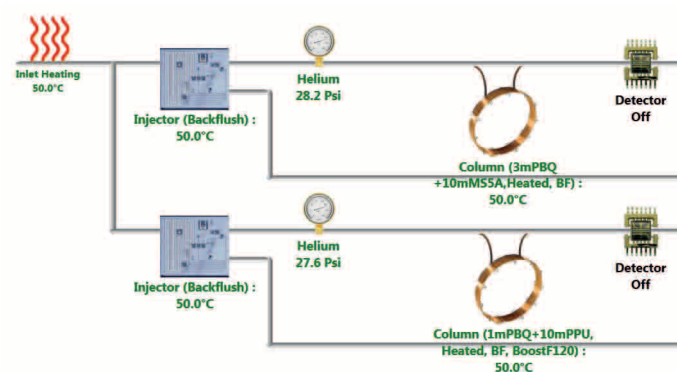 Inlet Heating
50.0°C
Injector (Backflush) :
50.0°C
Helium
28.2 Psi
Column (3mPBQ
+10mMS5A,Heated, BF) :
50.0°C
Detector
Off
Injector (Backflush) :
50.0°C
Helium
27.6 Psi
Column (1mPBQ+10mPPU,
Heated, BF, BoostF120) :
50.0°C
Detector
Off